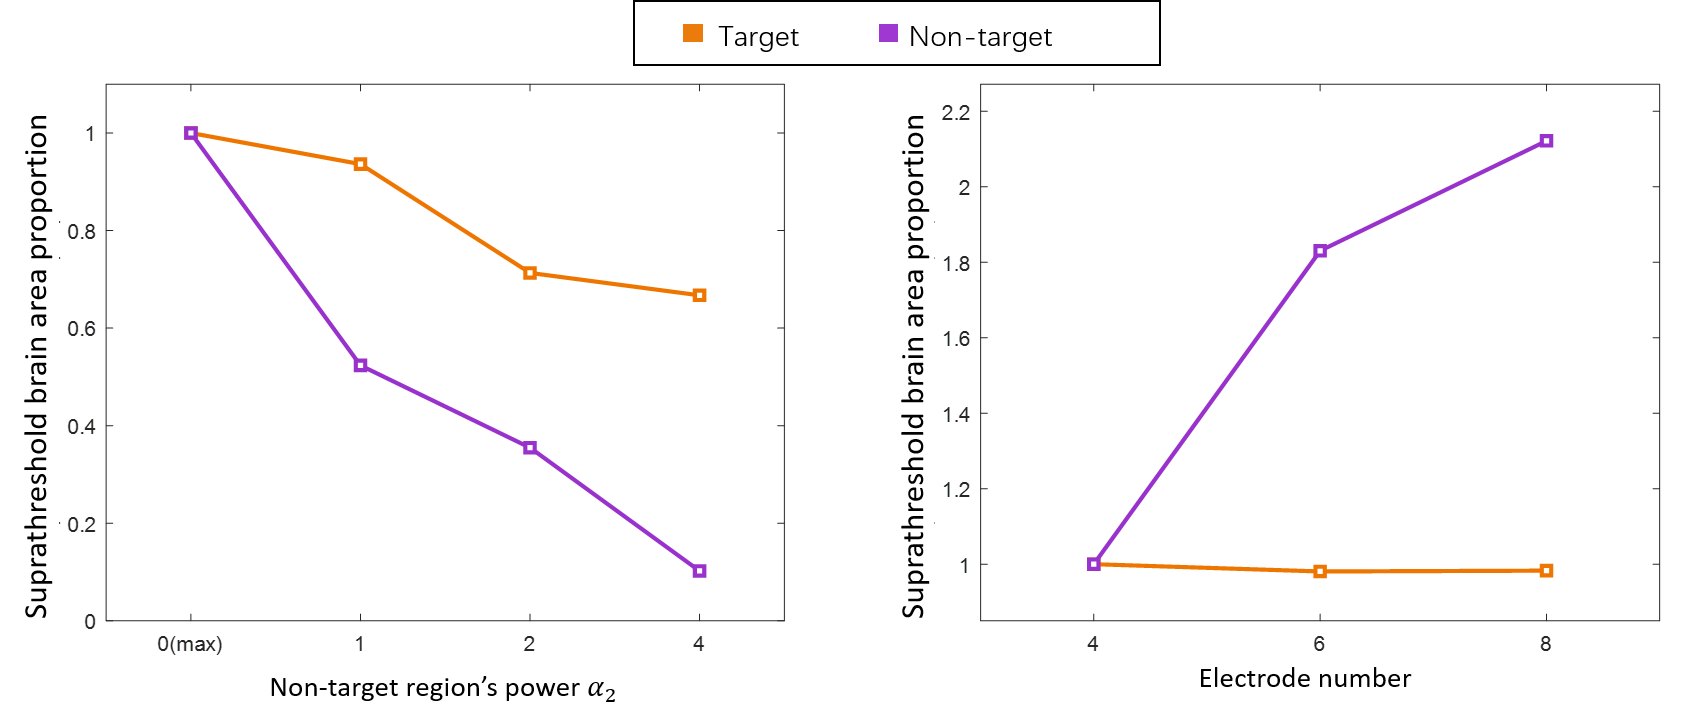 Target
Non-target
Suprathreshold brain area proportion
1
0.8
0.6
0.4
0.2
0
0(max)
1
2
4
Non-target region's power α₂
Suprathreshold brain area proportion
2.2
2
1.8
1.6
1.4
1.2
1
4
6
8
Electrode number